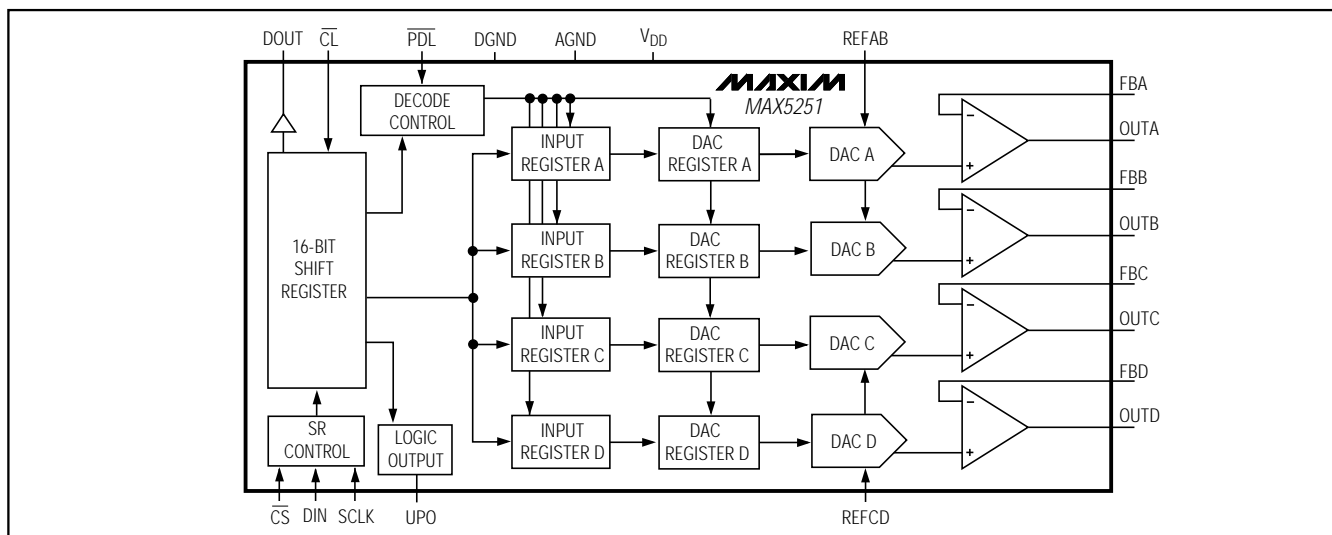 DOUT
CL
PDL
DGND
AGND
VDD
REFAB
MAXIM
MAX5251
FBA
DECODE
CONTROL
INPUT
REGISTER A
DAC
REGISTER A
DAC A
OUTA
FBB
16-BIT
SHIFT
REGISTER
INPUT
REGISTER B
DAC
REGISTER B
DAC B
OUTB
FBC
INPUT
REGISTER C
DAC
REGISTER C
DAC C
OUTC
FBD
SR
CONTROL
LOGIC
OUTPUT
INPUT
REGISTER D
DAC
REGISTER D
DAC D
OUTD
CS
DIN
SCLK
UPO
REFCD